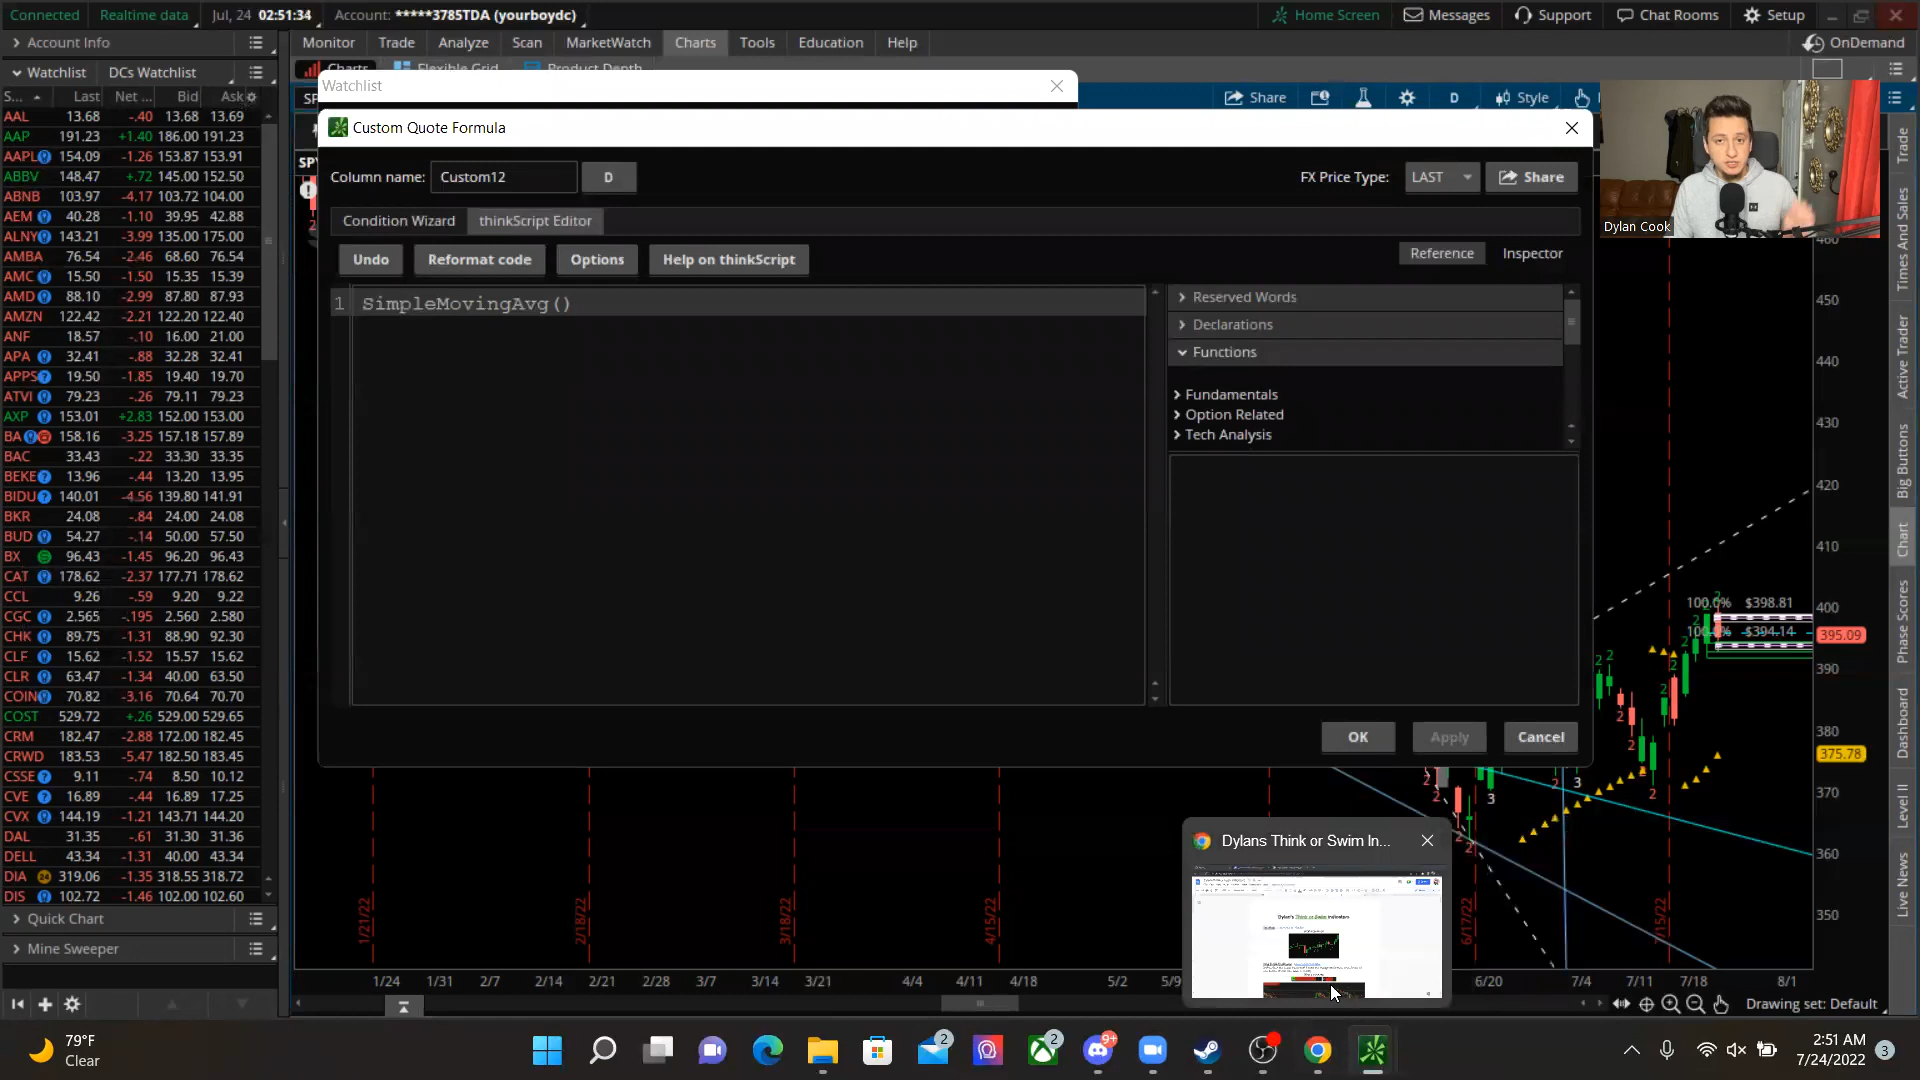 Connected Realtime data Jul, 24 02:51:34 Account: *****3785TDA (yourboydc) Home Screen Messages Support Chat Rooms Setup
Account Info Monitor Trade Analyze Scan MarketWatch Charts Tools Education Help OnDemand
Watchlist DCs Watchlist Charts Flexible Grid Product Depth
Watchlist
S... Last Net ... Bid Ask Share D Style
AAL 13.68 -.40 13.68 13.69
AAP 191.23 +1.40 186.00 191.23
AAPL 154.09 -1.26 153.87 153.91
ABBV 148.47 +.72 145.00 152.50
ABNB 103.97 -4.17 103.72 104.00
AEM 40.28 -1.10 39.95 42.88
ALNY 143.21 -3.99 135.00 175.00
AMBA 76.54 -2.46 68.60 76.54
AMC 15.50 -1.50 15.35 15.39
AMD 88.10 -2.99 87.80 87.93
AMZN 122.42 -2.21 122.20 122.40
ANF 18.57 -.10 16.00 21.00
APA 32.41 -.88 32.28 32.41
APPS 19.50 -1.85 19.40 19.70
ATVI 79.23 -.26 79.11 79.23
AXP 153.01 +2.83 152.00 153.00
BA 158.16 -3.25 157.18 157.89
BAC 33.43 -.22 33.30 33.35
BEKE 13.96 -.44 13.20 13.95
BIDU 140.01 -4.56 139.80 141.91
BKR 24.08 -.84 24.00 24.08
BUD 54.27 -.14 50.00 57.50
BX 96.43 -1.45 96.20 96.43
CAT 178.62 -2.37 177.71 178.62
CCL 9.26 -.59 9.20 9.22
CGC 2.565 -.195 2.560 2.580
CHK 89.75 -1.31 88.90 92.30
CLF 15.62 -1.52 15.57 15.62
CLR 63.47 -1.34 40.00 63.50
COIN 70.82 -3.16 70.64 70.70
COST 529.72 +.26 529.00 529.65
CRM 182.47 -2.88 172.00 182.45
CRWD 183.53 -5.47 182.50 183.53
CSSE 9.11 -.74 8.50 10.12
CVE 16.89 -.44 16.89 17.25
CVX 144.19 -1.21 143.71 144.20
DAL 31.35 -.61 31.30 31.36
DELL 43.34 -1.31 40.00 43.34
DIA 319.06 -1.35 318.55 318.72
DIS 102.72 -1.46 102.00 102.60
Quick Chart
Mine Sweeper
Custom Quote Formula
Column name: Custom12 D FX Price Type: LAST Share
Condition Wizard thinkScript Editor
Undo Reformat code Options Help on thinkScript Reference Inspector
1 SimpleMovingAvg()
Reserved Words
Declarations
Functions
Fundamentals
Option Related
Tech Analysis
OK Apply Cancel
Dylan Cook
460
450
440
430
420
410
400
395.09
390
380
375.78
370
360
350
100.0% $398.81
$394.14
Trade
Times And Sales
Active Trader
Big Buttons
Chart
Phase Scores
Dashboard
Level II
Live News
Dylans Think or Swim In...
Dylan's Think or Swim Indicators
1/21/22 2/18/22 3/18/22 4/15/22 6/17/22 7/15/22
1/24 1/31 2/7 2/14 2/21 2/28 3/7 3/14 3/21 4/4 4/11 4/18 5/2 5/9 6/20 7/4 7/11 7/18 8/1
Drawing set: Default
79°F
Clear
2 2 9+
2:51 AM
7/24/2022 3